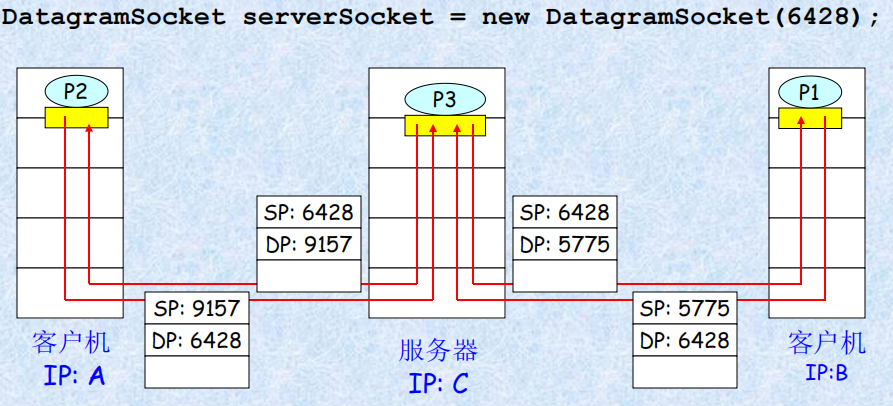 DatagramSocket serverSocket = new DatagramSocket(6428);
P2
P3
P1
SP: 6428
DP: 9157
SP: 6428
DP: 5775
SP: 9157
DP: 6428
SP: 5775
DP: 6428
客户机
IP: A
服务器
IP: C
客户机
IP:B